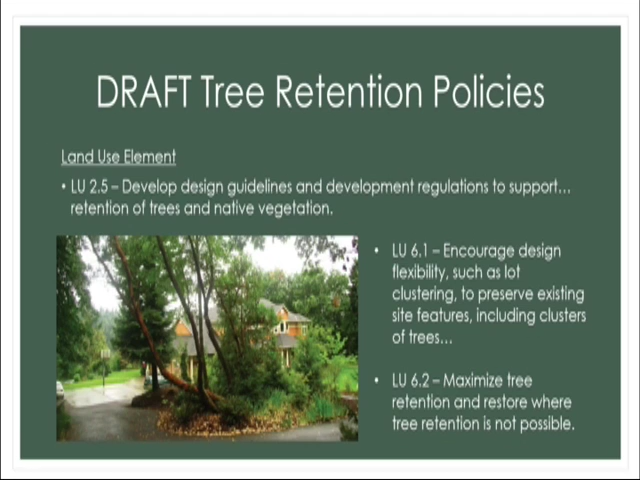 DRAFT Tree Retention Policies
Land Use Element
• LU 2.5 – Develop design guidelines and development regulations to support…
retention of trees and native vegetation.
• LU 6.1 – Encourage design
flexibility, such as lot
clustering, to preserve existing
site features, including clusters
of trees…
• LU 6.2 – Maximize tree
retention and restore where
tree retention is not possible.